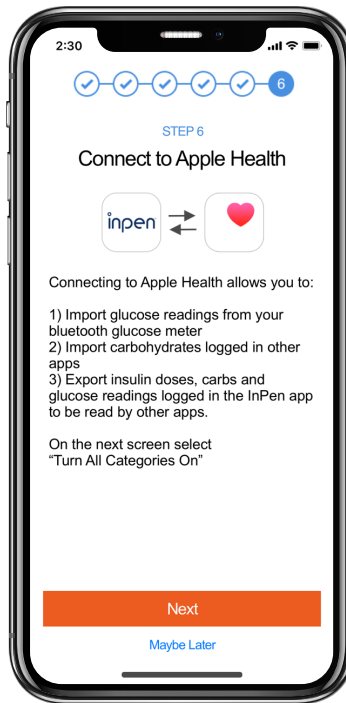 2:30
6
STEP 6
Connect to Apple Health
inpen
Connecting to Apple Health allows you to:
1) Import glucose readings from your
bluetooth glucose meter
2) Import carbohydrates logged in other
apps
3) Export insulin doses, carbs and
glucose readings logged in the InPen app
to be read by other apps.
On the next screen select
“Turn All Categories On”
Next
Maybe Later